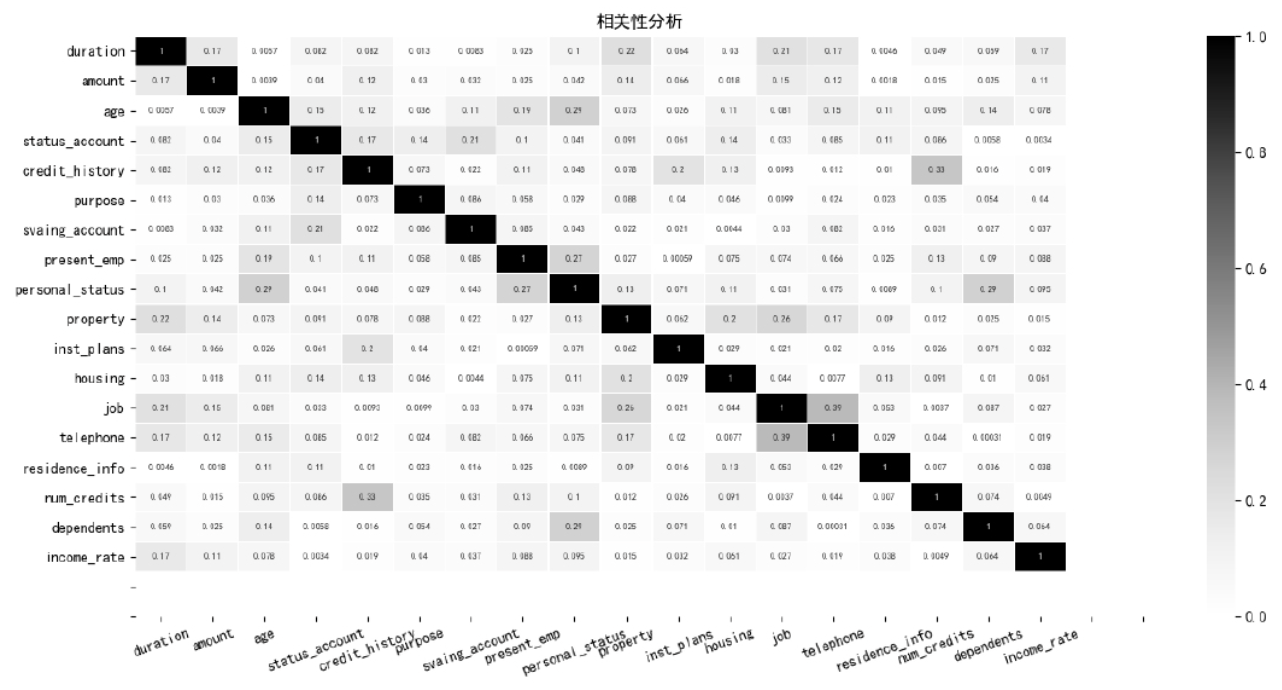 相关性分析
duration 1 0.17 0.0057 0.082 0.082 0.013 0.0083 0.025 0.1 0.22 0.064 0.03 0.21 0.17 0.0046 0.049 0.059 0.17
amount 0.17 1 0.0039 0.04 0.12 0.03 0.032 0.025 0.042 0.14 0.066 0.018 0.15 0.12 0.0018 0.015 0.025 0.11
age 0.0057 0.0039 1 0.15 0.12 0.036 0.11 0.19 0.29 0.073 0.026 0.11 0.081 0.15 0.11 0.095 0.14 0.078
status_account 0.082 0.04 0.15 1 0.17 0.14 0.21 0.1 0.041 0.091 0.061 0.14 0.033 0.085 0.11 0.086 0.0058 0.0034
credit_history 0.082 0.12 0.12 0.17 1 0.073 0.022 0.11 0.048 0.078 0.2 0.13 0.0093 0.012 0.01 0.33 0.016 0.019
purpose 0.013 0.03 0.036 0.14 0.073 1 0.086 0.058 0.029 0.088 0.04 0.046 0.0099 0.024 0.023 0.035 0.054 0.04
svaing_account 0.0083 0.032 0.11 0.21 0.022 0.086 1 0.085 0.043 0.022 0.021 0.0044 0.03 0.082 0.016 0.031 0.027 0.037
present_emp 0.025 0.025 0.19 0.1 0.11 0.058 0.085 1 0.27 0.027 0.00059 0.075 0.074 0.066 0.025 0.13 0.09 0.088
personal_status 0.1 0.042 0.29 0.041 0.048 0.029 0.043 0.27 1 0.13 0.071 0.11 0.031 0.075 0.0089 0.1 0.29 0.095
property 0.22 0.14 0.073 0.091 0.078 0.088 0.022 0.027 0.13 1 0.062 0.2 0.26 0.17 0.09 0.012 0.025 0.015
inst_plans 0.064 0.066 0.026 0.061 0.2 0.04 0.021 0.00059 0.071 0.062 1 0.029 0.021 0.02 0.016 0.026 0.071 0.032
housing 0.03 0.018 0.11 0.14 0.13 0.046 0.0044 0.075 0.11 0.2 0.029 1 0.044 0.0077 0.13 0.091 0.01 0.061
job 0.21 0.15 0.081 0.033 0.0093 0.0099 0.03 0.074 0.031 0.26 0.021 0.044 1 0.39 0.053 0.0037 0.087 0.027
telephone 0.17 0.12 0.15 0.085 0.012 0.024 0.082 0.066 0.075 0.17 0.02 0.0077 0.39 1 0.029 0.044 0.00031 0.019
residence_info 0.0046 0.0018 0.11 0.11 0.01 0.023 0.016 0.025 0.0089 0.09 0.016 0.13 0.053 0.029 1 0.007 0.036 0.038
num_credits 0.049 0.015 0.095 0.086 0.33 0.035 0.031 0.13 0.1 0.012 0.026 0.091 0.0037 0.044 0.007 1 0.074 0.0049
dependents 0.059 0.025 0.14 0.0058 0.016 0.054 0.027 0.09 0.29 0.025 0.071 0.01 0.087 0.00031 0.036 0.074 1 0.064
income_rate 0.17 0.11 0.078 0.0034 0.019 0.04 0.037 0.088 0.095 0.015 0.032 0.061 0.027 0.019 0.038 0.0049 0.064 1
duration amount age status_account credit_history purpose svaing_account present_emp personal_status property inst_plans housing job telephone residence_info num_credits dependents income_rate
1.0
0.8
0.6
0.4
0.2
0.0